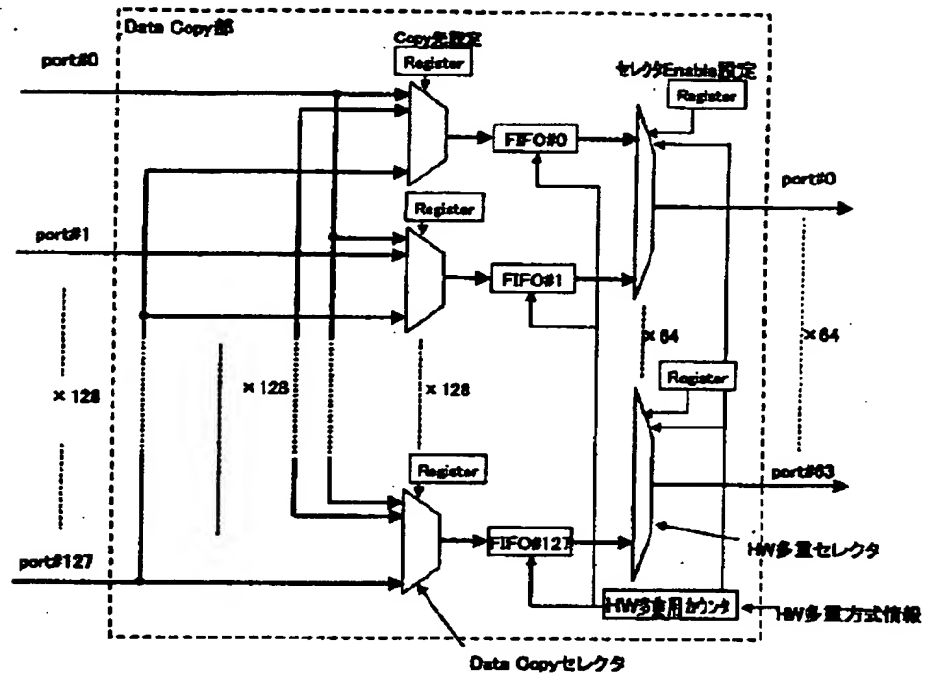 Data Copy部
port#0
Copy先設定
Register
セレクタEnable設定
Register
FIFO#0
port#0
Register
port#1
FIFO#1
× 64
× 64
Register
× 128
× 128
× 128
Register
port#63
FIFO#127
HW多重セレクタ
port#127
HW多重用カウンタ
HW多重方式情報
Data Copyセレクタ